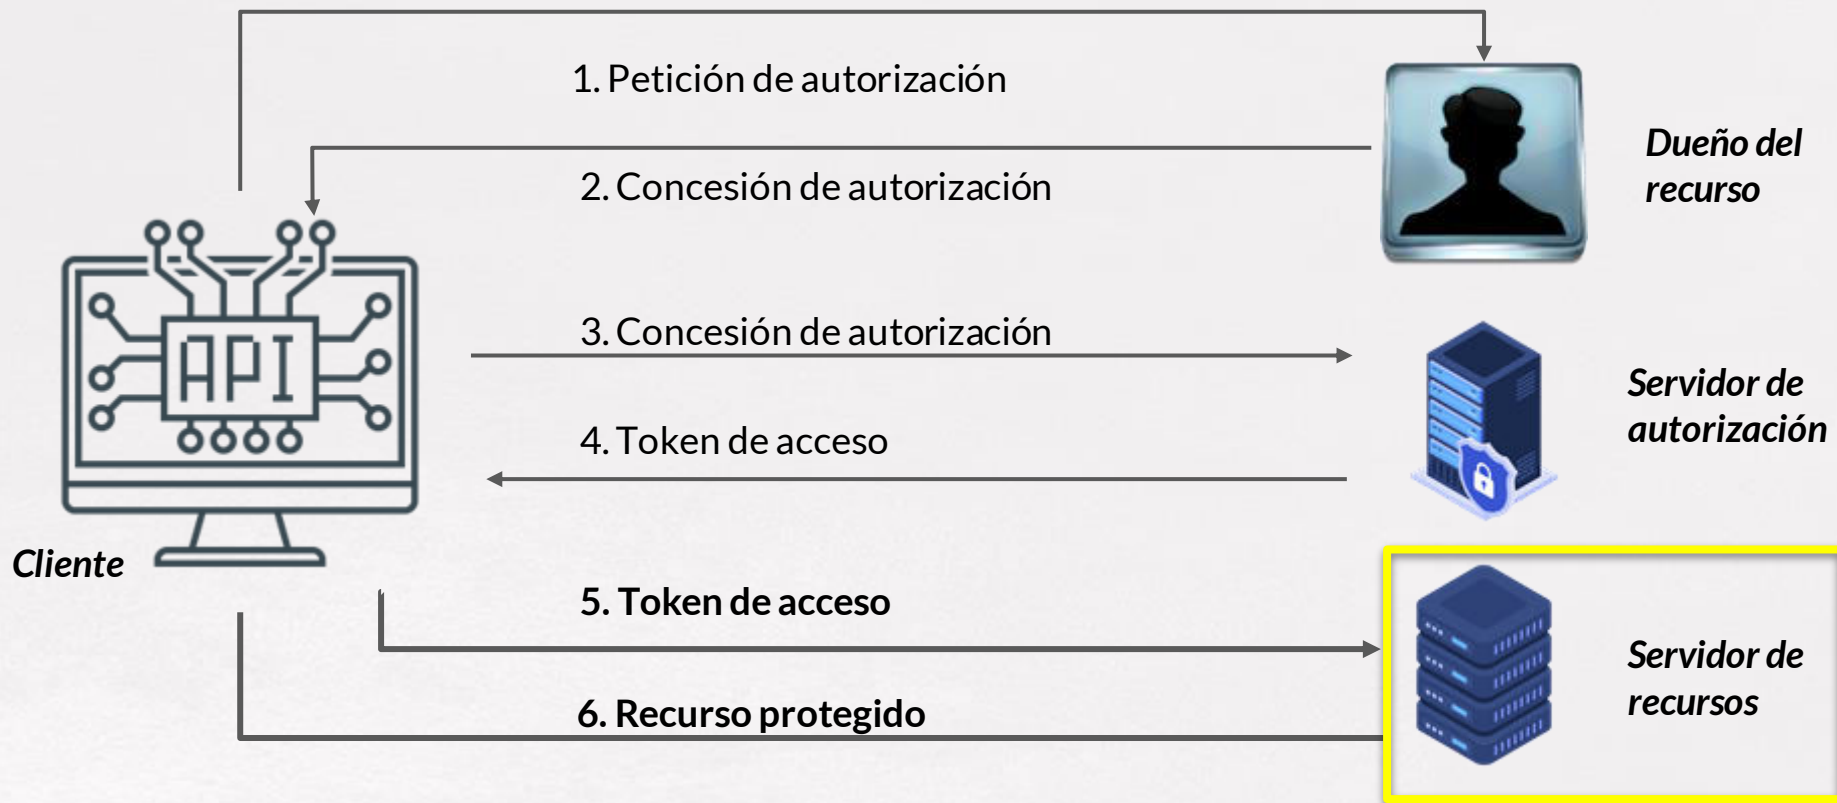 1. Petición de autorización
Dueño del
recurso
2. Concesión de autorización
API
3. Concesión de autorización
Servidor de
autorización
4. Token de acceso
Cliente
5. Token de acceso
Servidor de
recursos
6. Recurso protegido